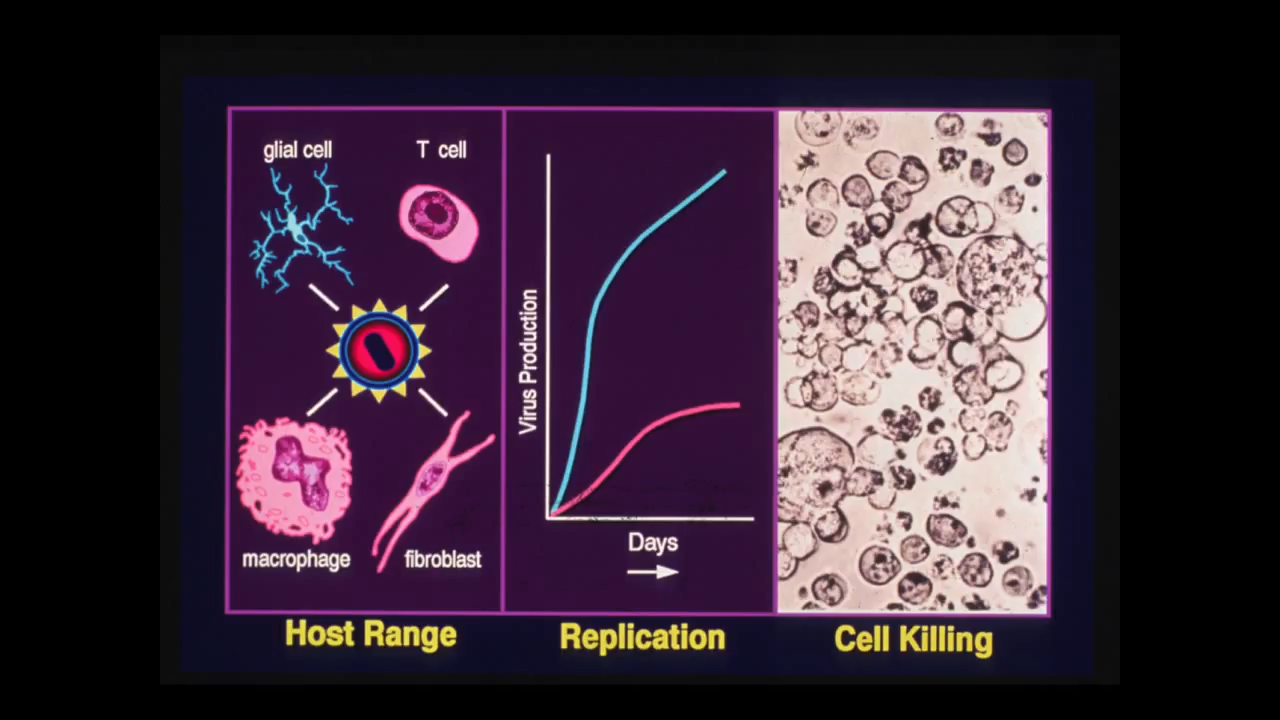 glial cell
T cell
macrophage
fibroblast
Host Range
Virus Production
Days
Replication
Cell Killing